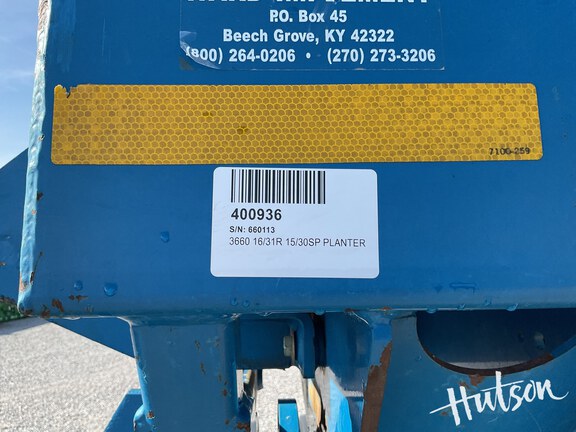 P.O. Box 45
Beech Grove, KY 42322
(800) 264-0206 • (270) 273-3206
7100-259
400936
S/N: 660113
3660 16/31R 15/30SP PLANTER
Hutson